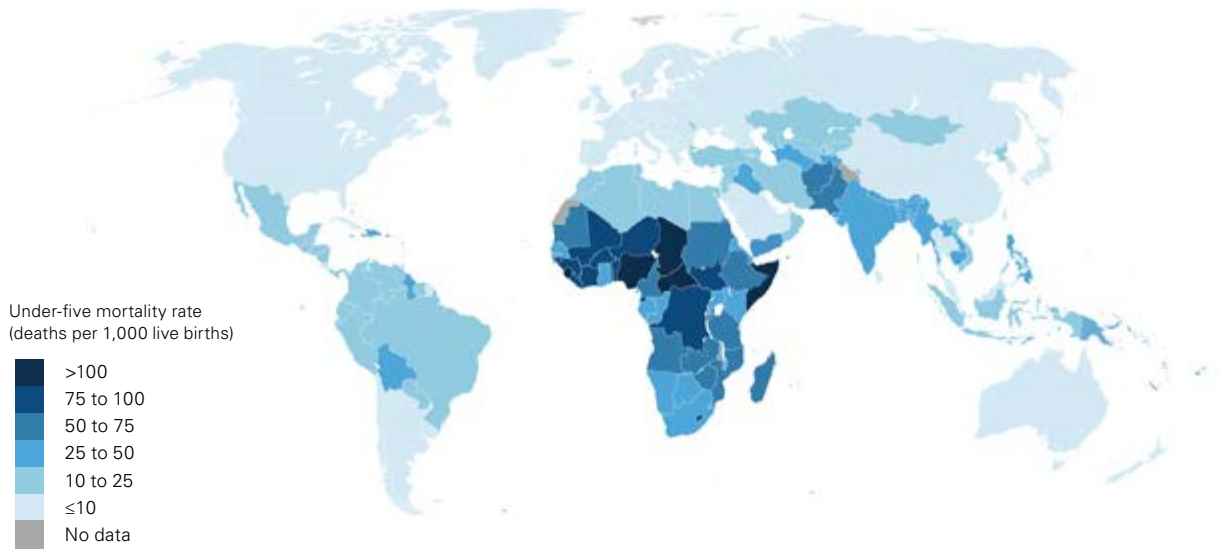 Under-five mortality rate
(deaths per 1,000 live births)
>100
75 to 100
50 to 75
25 to 50
10 to 25
≤10
No data